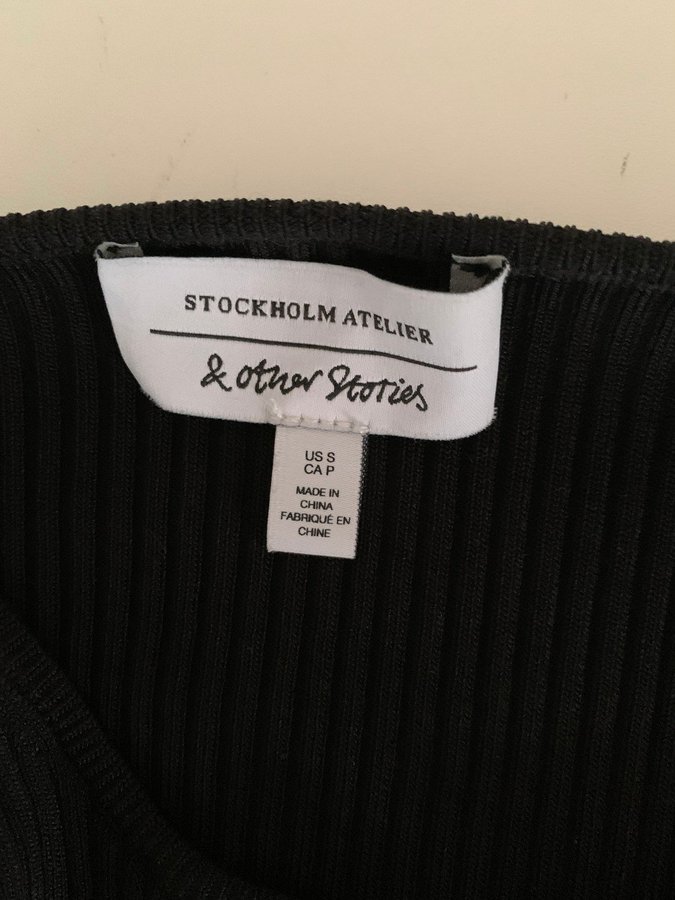 STOCKHOLM ATELIER
& other Stories
US S
CA P
MADE IN
CHINA
FABRIQUÉ EN
CHINE